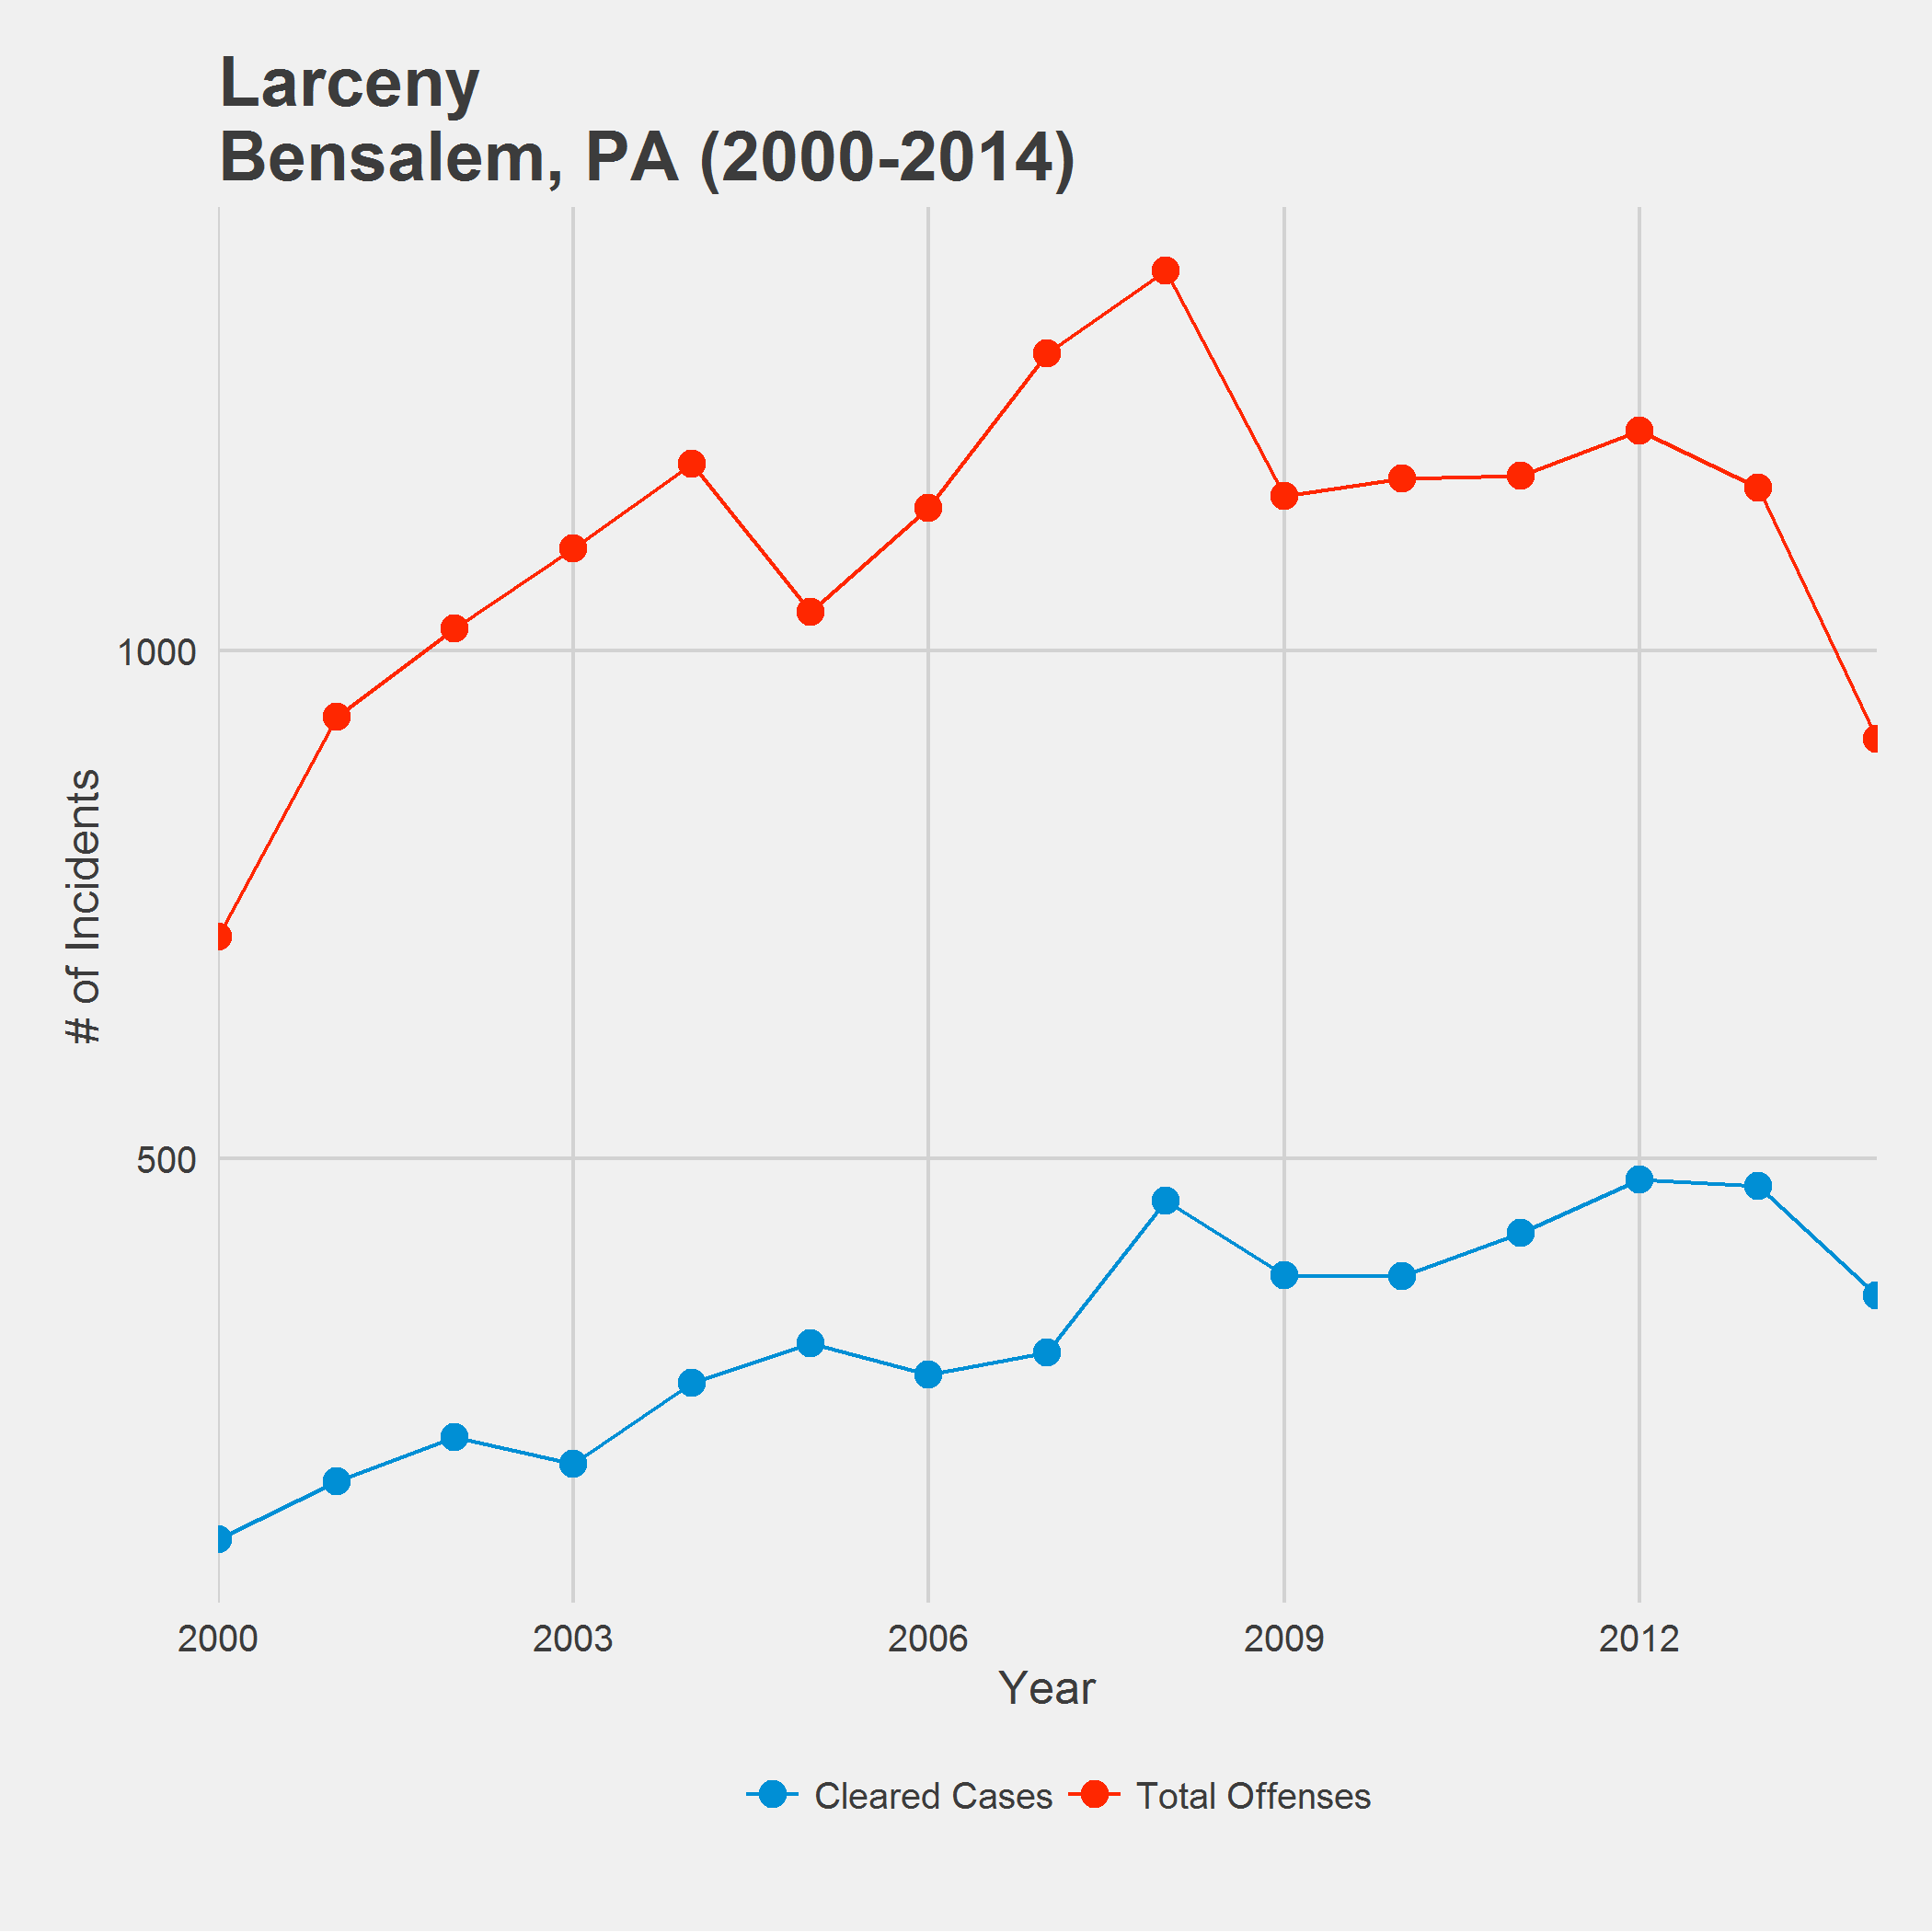 Larceny
Bensalem, PA (2000-2014)
# of Incidents
1000
500
2000 2003 2006 2009 2012
Year
Cleared Cases Total Offenses